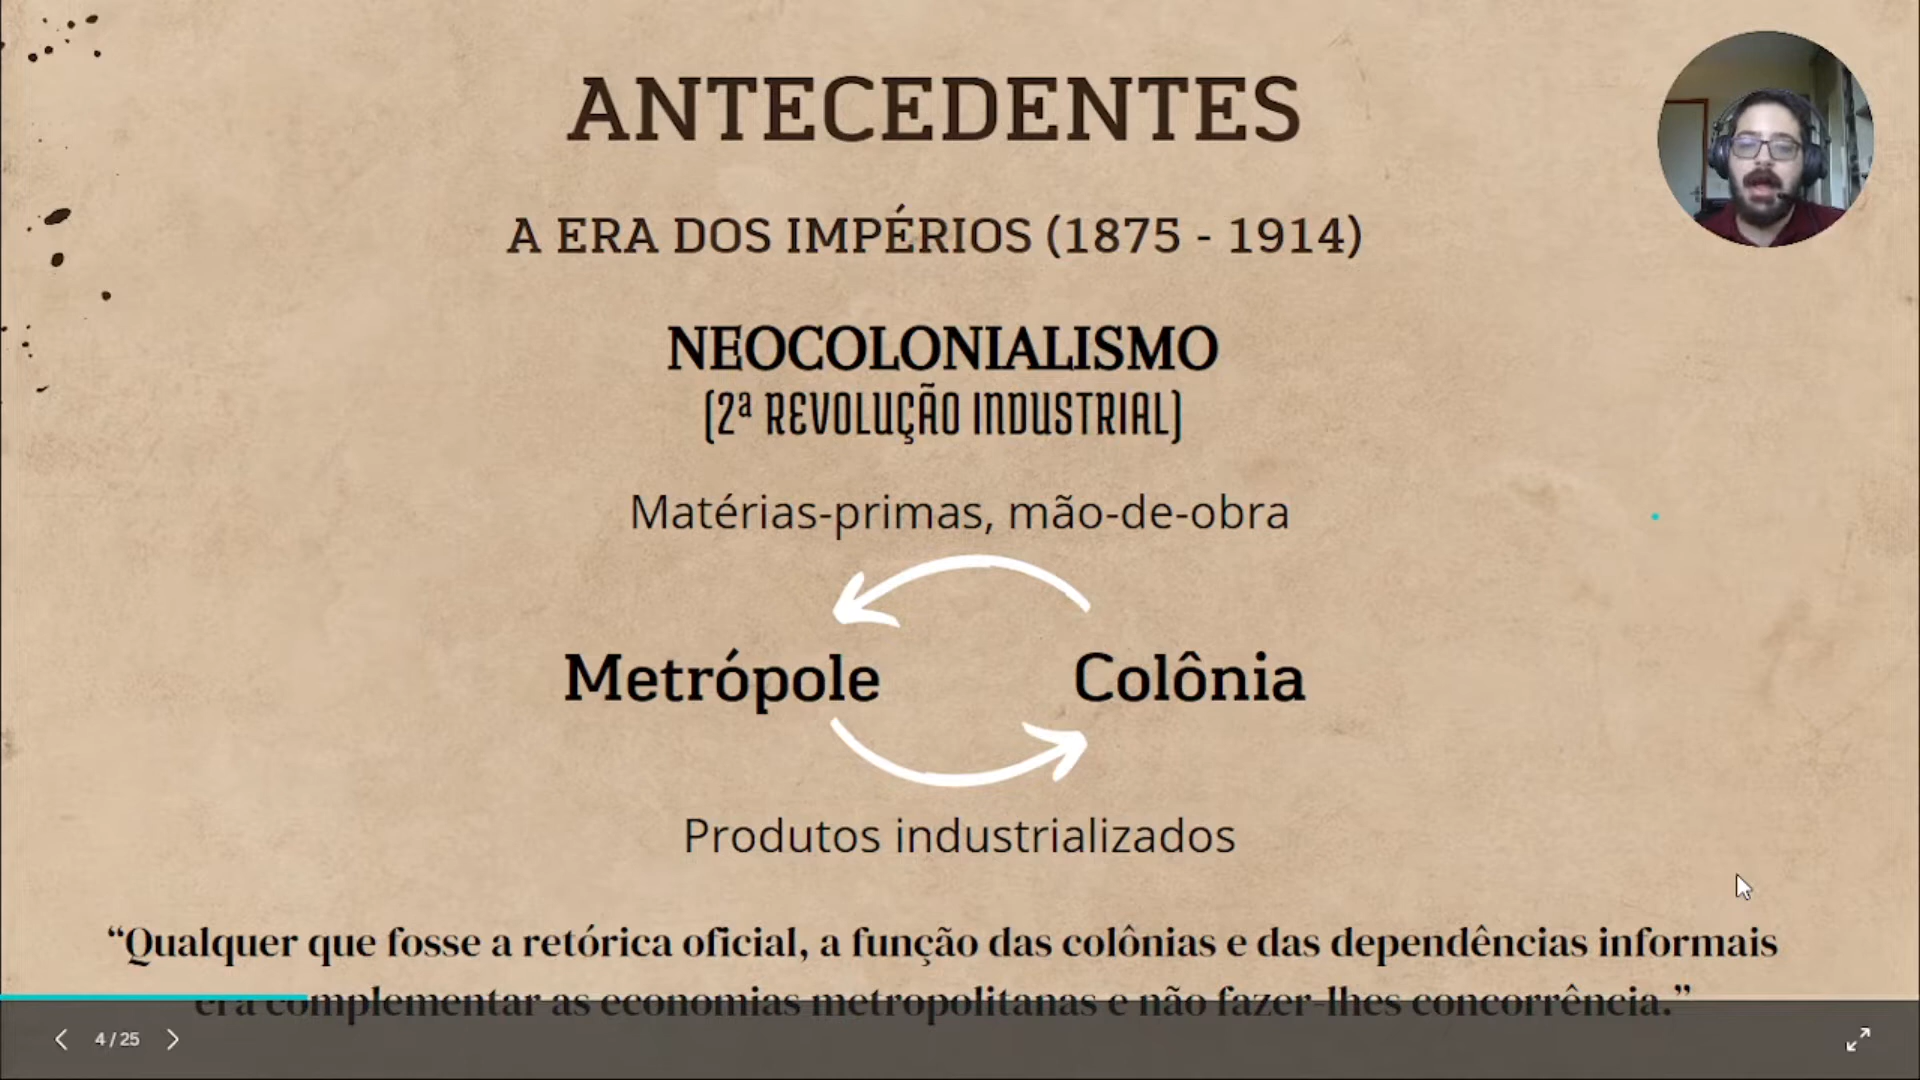 ANTECEDENTES
A ERA DOS IMPÉRIOS (1875 - 1914)
NEOCOLONIALISMO
(2ª REVOLUÇÃO INDUSTRIAL)
Matérias-primas, mão-de-obra
Metrópole Colônia
Produtos industrializados
“Qualquer que fosse a retórica oficial, a função das colônias e das dependências informais
era complementar as economias metropolitanas e não fazer-lhes concorrência.”
4 / 25